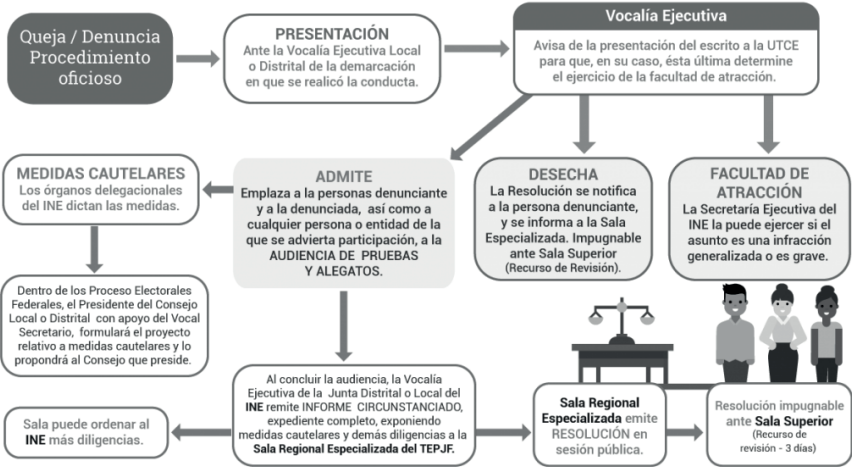 Queja / Denuncia
Procedimiento
oficioso
PRESENTACIÓN
Ante la Vocalía Ejecutiva Local
o Distrital de la demarcación
en que se realicó la conducta.
Vocalía Ejecutiva
Avisa de la presentación del escrito a la UTCE
para que, en su caso, ésta última determine
el ejercicio de la facultad de atracción.
MEDIDAS CAUTELARES
Los órganos delegacionales
del INE dictan las medidas.
ADMITE
Emplaza a la personas denunciante
y a la denunciada, así como a
cualquier persona o entidad de la
que se advierta participación, a la
AUDIENCIA DE PRUEBAS
Y ALEGATOS.
DESECHA
La Resolución se notifica
a la persona denunciante,
y se informa a la Sala
Especializada. Impugnable
ante Sala Superior
(Recurso de Revisión).
FACULTAD DE
ATRACCIÓN
La Secretaría Ejecutiva del
INE la puede ejercer si el
asunto es una infracción
generalizada o es grave.
Dentro de los Proceso Electorales
Federales, el Presidente del Consejo
Local o Distrital con apoyo del Vocal
Secretario, formulará el proyecto
relativo a medidas cautelares y lo
propondrá al Consejo que preside.
Al concluir la audiencia, la Vocalía
Ejecutiva de la Junta Distrital o Local del
INE remite INFORME CIRCUNSTANCIADO,
expediente completo, exponiendo
medidas cautelares y demás diligencias a la
Sala Regional Especializada del TEPJF.
Sala puede ordenar al
INE más diligencias.
Sala Regional
Especializada emite
RESOLUCIÓN en
sesión pública.
Resolución impugnable
ante Sala Superior
(Recurso de
revisión - 3 días)